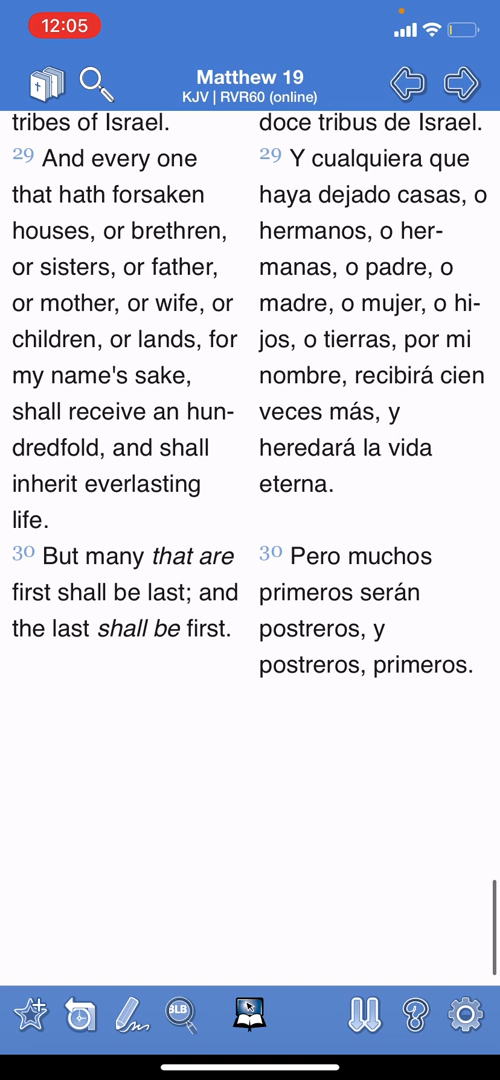 12:05
Matthew 19
KJV | RVR60 (online)
tribes of Israel.
29 And every one
that hath forsaken
houses, or brethren,
or sisters, or father,
or mother, or wife, or
children, or lands, for
my name's sake,
shall receive an hun-
dredfold, and shall
inherit everlasting
life.
30 But many that are
first shall be last; and
the last shall be first.
doce tribus de Israel.
29 Y cualquiera que
haya dejado casas, o
hermanos, o her-
manas, o padre, o
madre, o mujer, o hi-
jos, o tierras, por mi
nombre, recibirá cien
veces más, y
heredará la vida
eterna.
30 Pero muchos
primeros serán
postreros, y
postreros, primeros.
BLB